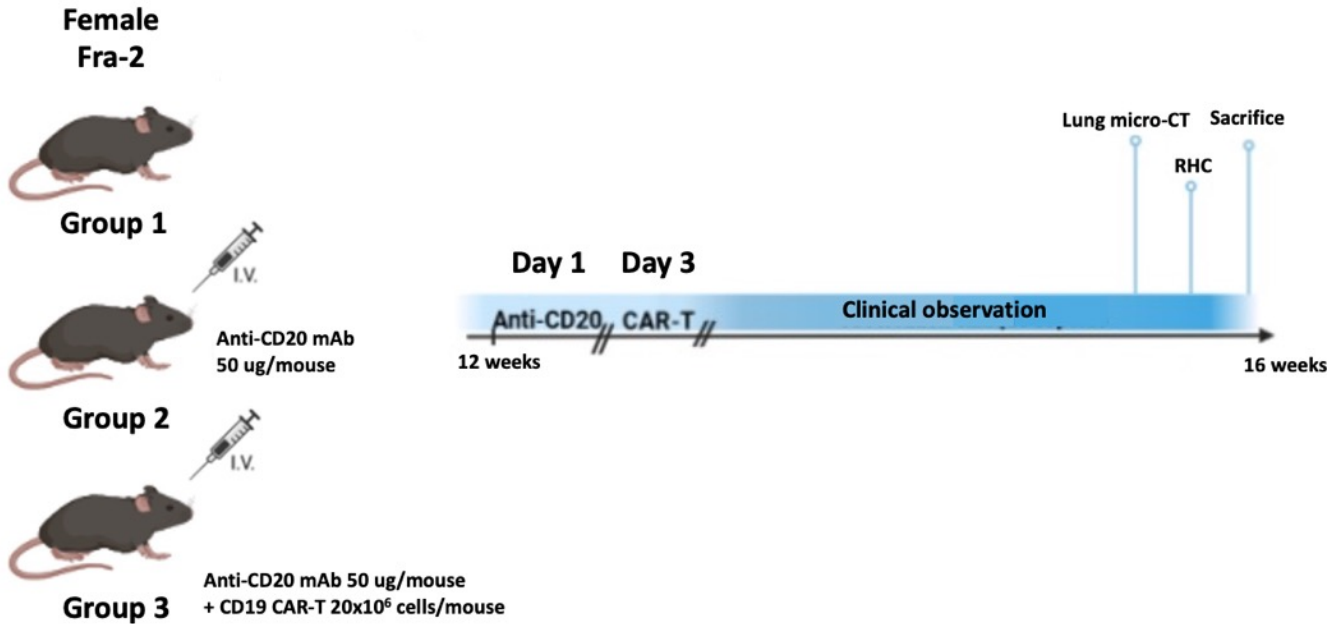 Female
Fra-2
Group 1
I.V.
Anti-CD20 mAb
50 ug/mouse
Group 2
I.V.
Anti-CD20 mAb 50 ug/mouse
+ CD19 CAR-T 20x10⁶ cells/mouse
Group 3
Lung micro-CT
Sacrifice
RHC
Day 1
Day 3
Anti-CD20
CAR-T
Clinical observation
12 weeks
16 weeks